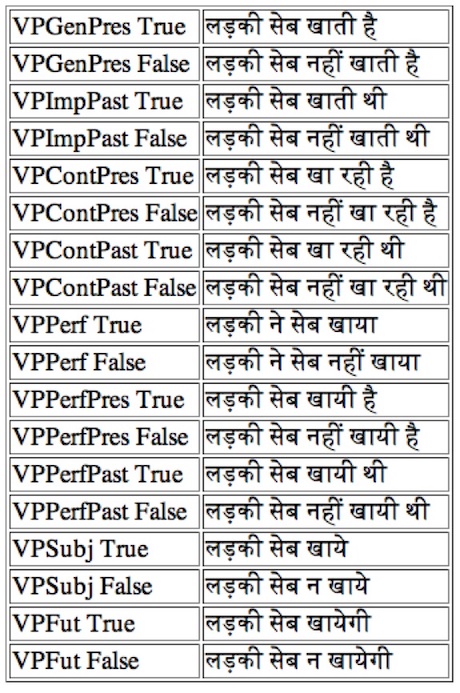 VPGenPres True लड़की सेब खाती है
VPGenPres False लड़की सेब नहीं खाती है
VPImpPast True लड़की सेब खाती थी
VPImpPast False लड़की सेब नहीं खाती थी
VPContPres True लड़की सेब खा रही है
VPContPres False लड़की सेब नहीं खा रही है
VPContPast True लड़की सेब खा रही थी
VPContPast False लड़की सेब नहीं खा रही थी
VPPerf True लड़की ने सेब खाया
VPPerf False लड़की ने सेब नहीं खाया
VPPerfPres True लड़की सेब खायी है
VPPerfPres False लड़की सेब नहीं खायी है
VPPerfPast True लड़की सेब खायी थी
VPPerfPast False लड़की सेब नहीं खायी थी
VPSubj True लड़की सेब खाये
VPSubj False लड़की सेब न खाये
VPFut True लड़की सेब खायेगी
VPFut False लड़की सेब न खायेगी